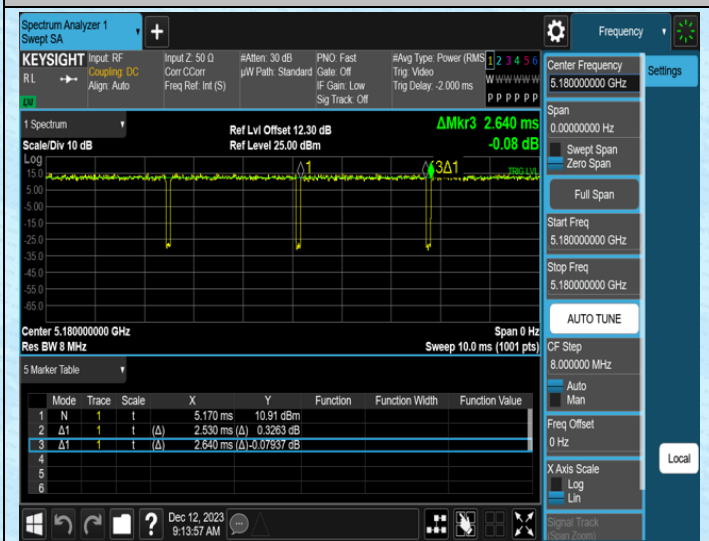 Spectrum Analyzer 1
Swept SA
Frequency
KEYSIGHT
RL
LNI
Input: RF
Coupling: DC
Align: Auto
Input Z: 50 Ω
Corr CCorr
Freq Ref: Int (S)
#Atten: 30 dB
µW Path: Standard
PNO: Fast
Gate: Off
IF Gain: Low
Sig Track: Off
#Avg Type: Power (RMS
Trig: Video
Trig Delay: -2.000 ms
1 2 3 4 5 6
W W W W W W
P P P P P P
1 Spectrum
Scale/Div 10 dB
Ref Lvl Offset 12.30 dB
Ref Level 25.00 dBm
ΔMkr3 2.640 ms
-0.08 dB
Log
15.0
5.00
-5.00
-15.0
-25.0
-35.0
-45.0
-55.0
-65.0
1
3Δ1
TRIG LVL
Center 5.180000000 GHz
Res BW 8 MHz
Span 0 Hz
Sweep 10.0 ms (1001 pts)
5 Marker Table
Mode Trace Scale X Y Function Function Width Function Value
1 N 1 t 5.170 ms 10.91 dBm
2 Δ1 1 t (Δ) 2.530 ms (Δ) 0.3263 dB
3 Δ1 1 t (Δ) 2.640 ms (Δ) -0.07937 dB
4
5
6
Dec 12, 2023
9:13:57 AM
Center Frequency
5.180000000 GHz
Span
0.00000000 Hz
Swept Span
Zero Span
Full Span
Start Freq
5.180000000 GHz
Stop Freq
5.180000000 GHz
AUTO TUNE
CF Step
8.000000 MHz
Auto
Man
Freq Offset
0 Hz
X Axis Scale
Log
Lin
Signal Track
(Span Zoom)
Settings
Local